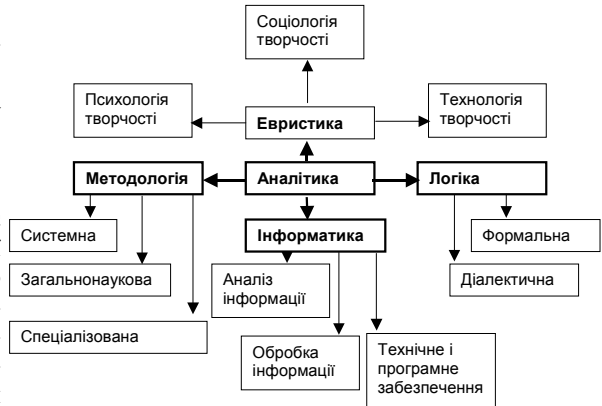 Соціологія
творчості
Психологія
творчості
Технологія
творчості
Евристика
Методологія
Аналітика
Логіка
Системна
Інформатика
Формальна
Загальнонаукова
Аналіз
інформації
Діалектична
Спеціалізована
Обробка
інформації
Технічне і
програмне
забезпечення